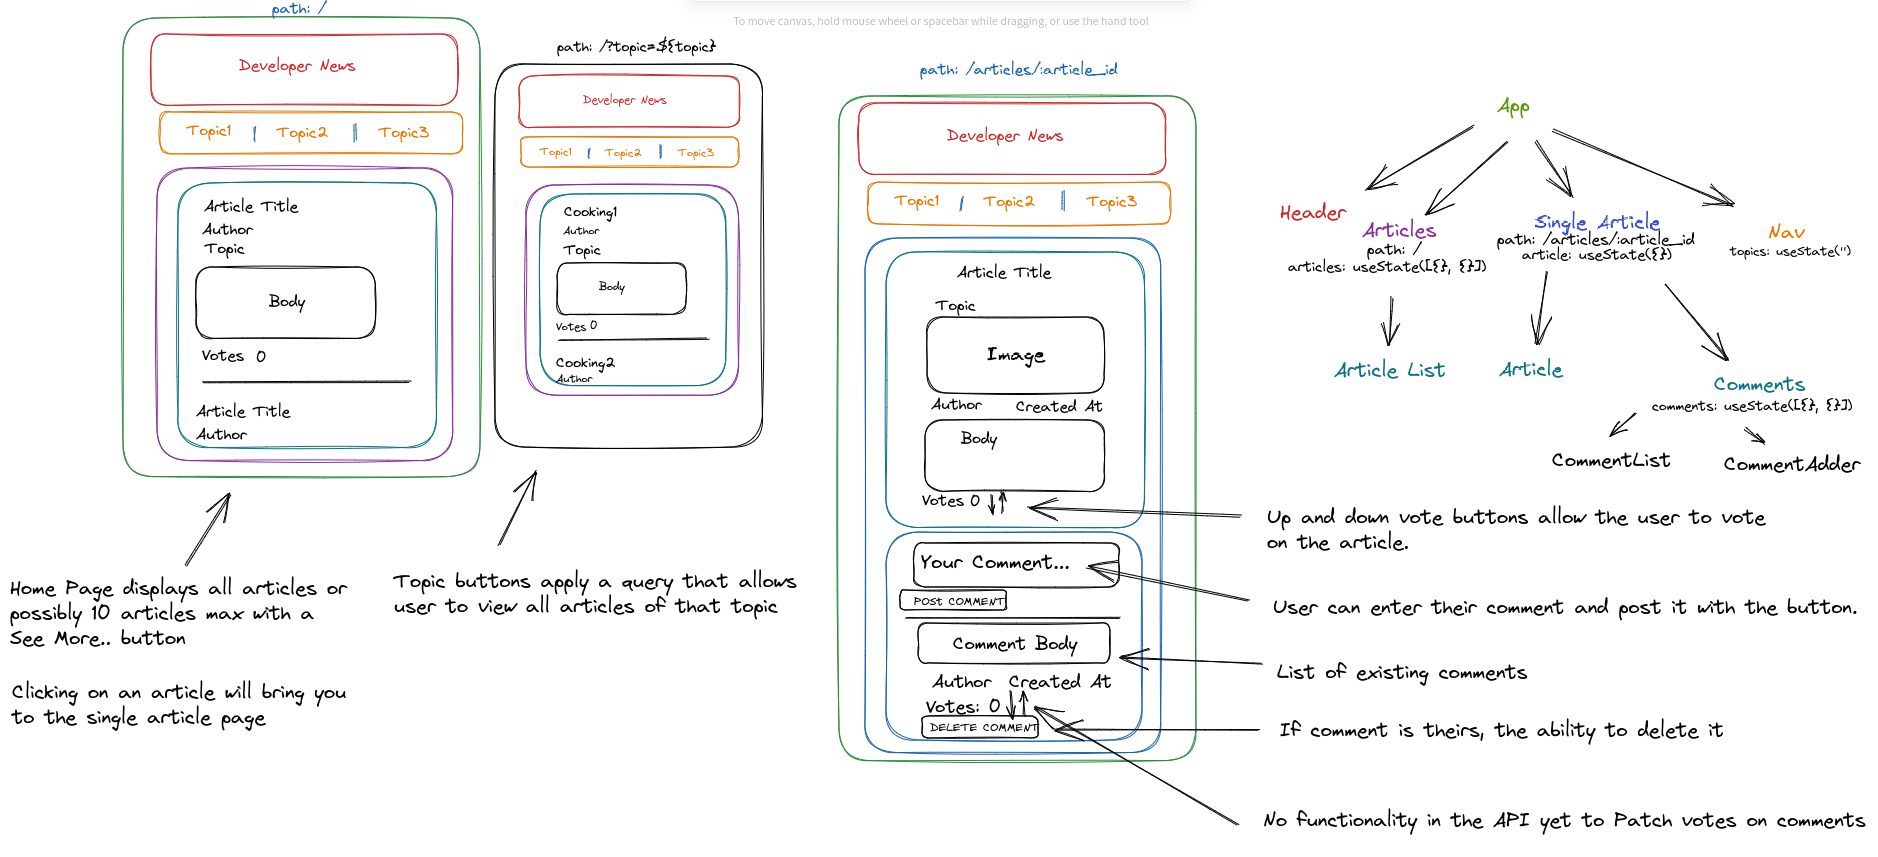 To move canvas, hold mouse wheel or spacebar while dragging, or use the hand tool
path: /
Developer News
Topic1
Topic2
Topic3
Article Title
Author
Topic
Body
Votes 0
Article Title
Author
Home Page displays all articles or
possibly 10 articles max with a
See More.. button
Clicking on an article will bring you
to the single article page
path: /?topic=${topic}
Developer News
Topic1
Topic2
Topic3
Cooking1
Author
Topic
Body
Votes 0
Cooking2
Author
Topic buttons apply a query that allows
user to view all articles of that topic
path: /articles/:article_id
Developer News
Topic1
Topic2
Topic3
Article Title
Topic
Image
Author
Created At
Body
Votes 0
Your Comment...
POST COMMENT
Comment Body
Author
Created At
Votes: 0
DELETE COMMENT
App
Header
Articles
path: /
articles: useState([{}, {}])
Single Article
path: /articles/:article_id
article: useState({})
Nav
topics: useState('')
Article List
Article
Comments
comments: useState([{}, {}])
CommentList
CommentAdder
Up and down vote buttons allow the user to vote
on the article.
User can enter their comment and post it with the button.
List of existing comments
If comment is theirs, the ability to delete it
No functionality in the API yet to Patch votes on comments